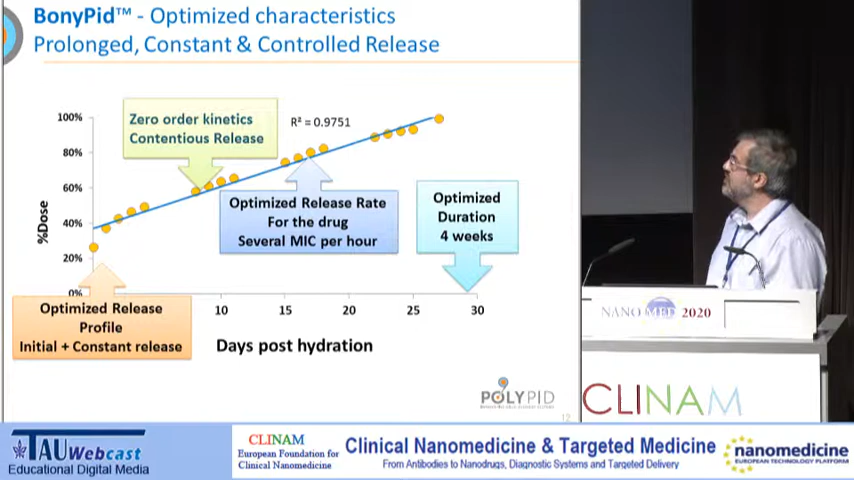 BonyPid™ - Optimized characteristics
Prolonged, Constant & Controlled Release
100%
80%
60%
40%
20%
0%
%Dose
Zero order kinetics
Contentious Release
R² = 0.9751
Optimized Release Rate
For the drug
Several MIC per hour
Optimized
Duration
4 weeks
Optimized Release
Profile
Initial + Constant release
10
15
20
25
30
Days post hydration
POLYPID
12
NANO MED 2020
CLINAM
TAU Webcast
Educational Digital Media
CLINAM
European Foundation for
Clinical Nanomedicine
Clinical Nanomedicine & Targeted Medicine
From Antibodies to Nanodrugs, Diagnostic Systems and Targeted Delivery
nanomedicine
EUROPEAN TECHNOLOGY PLATFORM